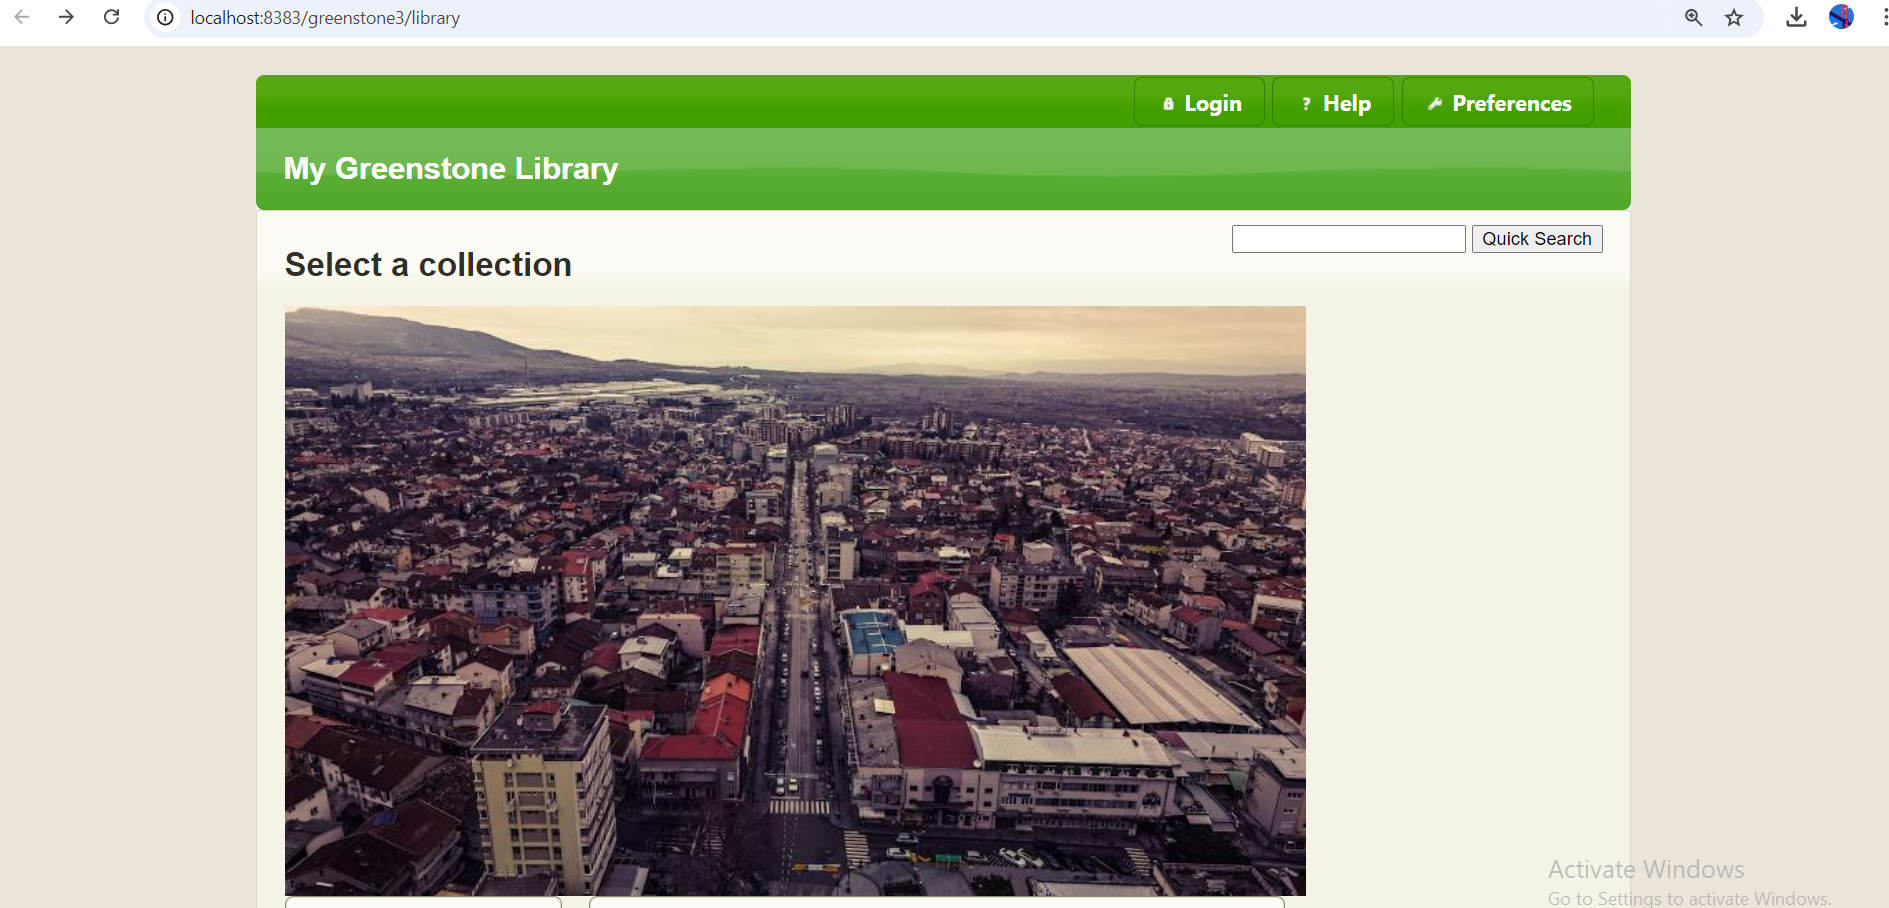 localhost:8383/greenstone3/library
Login
? Help
Preferences
My Greenstone Library
Quick Search
Select a collection
Activate Windows
Go to Settings to activate Windows.